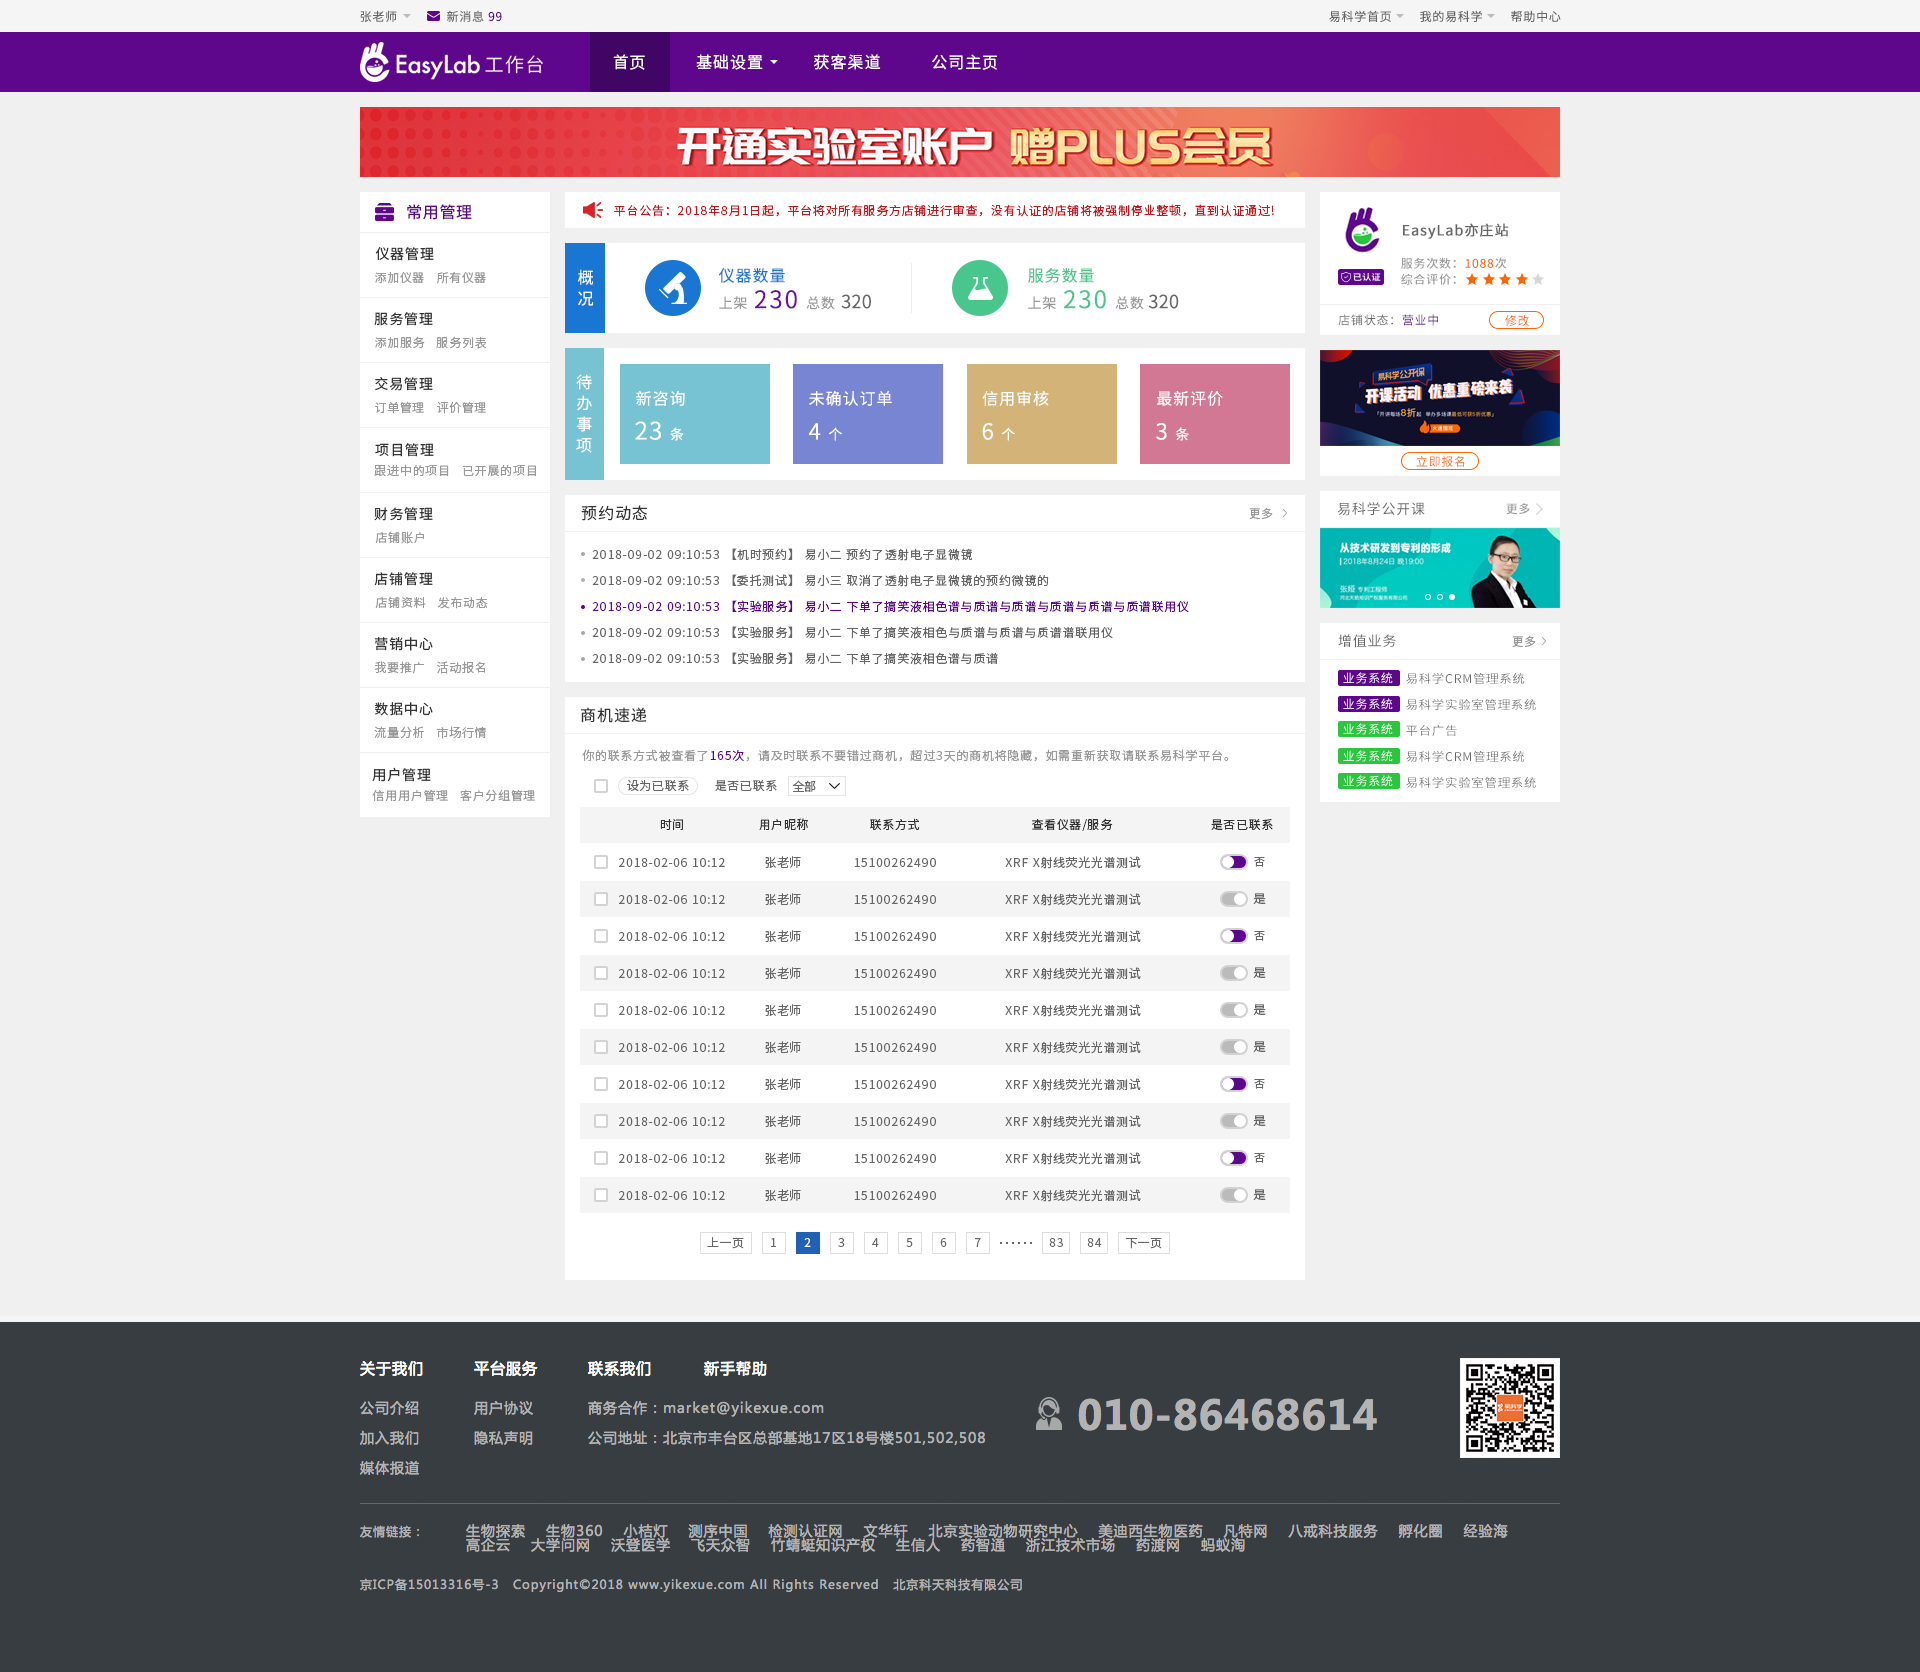 张老师 新消息 99 易科学首页 我的易科学 帮助中心
EasyLab 工作台 首页 基础设置 获客渠道 公司主页
开通实验室账户 赠PLUS会员
常用管理
仪器管理
添加仪器 所有仪器
服务管理
添加服务 服务列表
交易管理
订单管理 评价管理
项目管理
跟进中的项目 已开展的项目
财务管理
店铺账户
店铺管理
店铺资料 发布动态
营销中心
我要推广 活动报名
数据中心
流量分析 市场行情
用户管理
信用用户管理 客户分组管理
平台公告：2018年8月1日起，平台将对所有服务方店铺进行审查，没有认证的店铺将被强制停业整顿，直到认证通过!
概况
仪器数量
上架 230 总数 320
服务数量
上架 230 总数 320
待办事项
新咨询
23 条
未确认订单
4 个
信用审核
6 个
最新评价
3 条
预约动态 更多
2018-09-02 09:10:53 【机时预约】 易小二 预约了透射电子显微镜
2018-09-02 09:10:53 【委托测试】 易小三 取消了透射电子显微镜的预约微镜的
2018-09-02 09:10:53 【实验服务】 易小二 下单了搞笑液相色谱与质谱与质谱与质谱与质谱与质谱联用仪
2018-09-02 09:10:53 【实验服务】 易小二 下单了搞笑液相色与质谱与质谱与质谱谱联用仪
2018-09-02 09:10:53 【实验服务】 易小二 下单了搞笑液相色谱与质谱
商机速递
你的联系方式被查看了165次，请及时联系不要错过商机，超过3天的商机将隐藏，如需重新获取请联系易科学平台。
设为已联系 是否已联系 全部
时间 用户昵称 联系方式 查看仪器/服务 是否已联系
2018-02-06 10:12 张老师 15100262490 XRF X射线荧光光谱测试 否
2018-02-06 10:12 张老师 15100262490 XRF X射线荧光光谱测试 是
2018-02-06 10:12 张老师 15100262490 XRF X射线荧光光谱测试 否
2018-02-06 10:12 张老师 15100262490 XRF X射线荧光光谱测试 是
2018-02-06 10:12 张老师 15100262490 XRF X射线荧光光谱测试 是
2018-02-06 10:12 张老师 15100262490 XRF X射线荧光光谱测试 是
2018-02-06 10:12 张老师 15100262490 XRF X射线荧光光谱测试 否
2018-02-06 10:12 张老师 15100262490 XRF X射线荧光光谱测试 是
2018-02-06 10:12 张老师 15100262490 XRF X射线荧光光谱测试 否
2018-02-06 10:12 张老师 15100262490 XRF X射线荧光光谱测试 是
上一页 1 2 3 4 5 6 7 ······ 83 84 下一页
EasyLab亦庄站
已认证
服务次数：1088次
综合评价：
店铺状态：营业中 修改
易科学公开课
开课活动 优惠重磅来袭
立即报名
易科学公开课 更多
从技术研发到专利的形成
2018年8月24日 晚19:00
专利工程师
增值业务 更多
业务系统 易科学CRM管理系统
业务系统 易科学实验室管理系统
业务系统 平台广告
业务系统 易科学CRM管理系统
业务系统 易科学实验室管理系统
关于我们 平台服务 联系我们 新手帮助
公司介绍 用户协议 商务合作：market@yikexue.com
加入我们 隐私声明 公司地址：北京市丰台区总部基地17区18号楼501,502,508
媒体报道
010-86468614
易科学
友情链接： 生物探索 生物360 小桔灯 测序中国 检测认证网 文华轩 北京实验动物研究中心 美迪西生物医药 凡特网 八戒科技服务 孵化圈 经验海
高企云 大学问网 沃登医学 飞天众智 竹蜻蜓知识产权 生信人 药智通 浙江技术市场 药渡网 蚂蚁淘
京ICP备15013316号-3 Copyright©2018 www.yikexue.com All Rights Reserved 北京科天科技有限公司